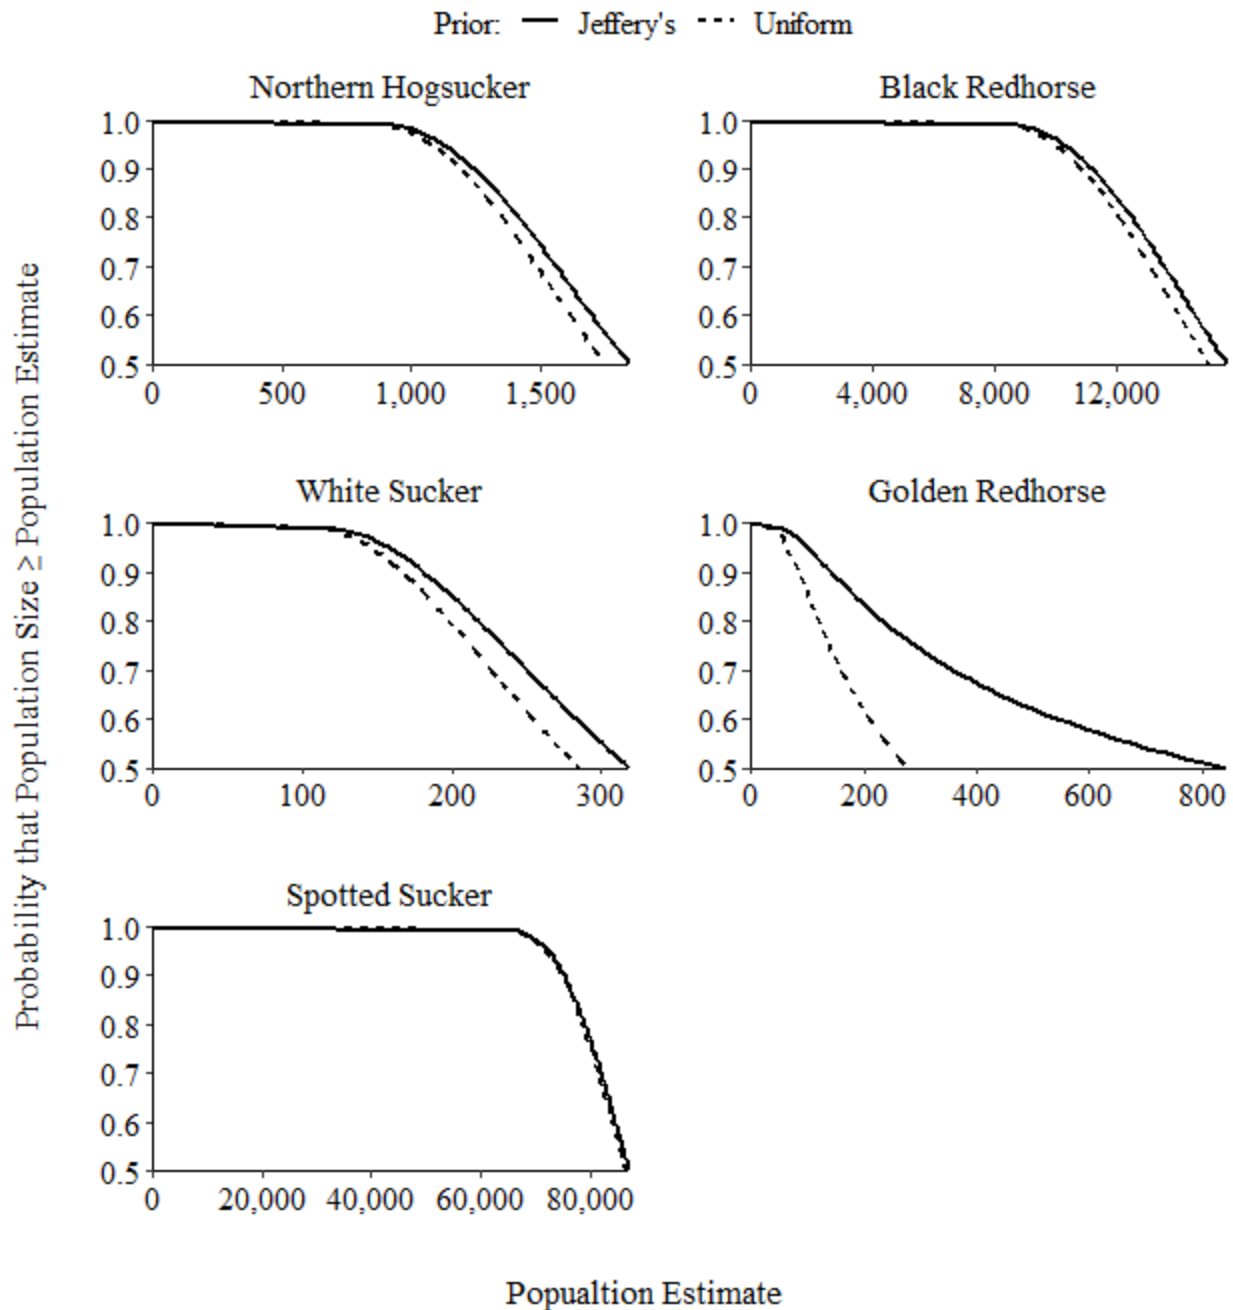 Prior: Jeffery's Uniform
Northern Hogsucker
1.0
0.9
0.8
0.7
0.6
0.5
0 500 1,000 1,500
Black Redhorse
1.0
0.9
0.8
0.7
0.6
0.5
0 4,000 8,000 12,000
Probability that Population Size ≥ Population Estimate
White Sucker
1.0
0.9
0.8
0.7
0.6
0.5
0 100 200 300
Golden Redhorse
1.0
0.9
0.8
0.7
0.6
0.5
0 200 400 600 800
Spotted Sucker
1.0
0.9
0.8
0.7
0.6
0.5
0 20,000 40,000 60,000 80,000
Popualtion Estimate